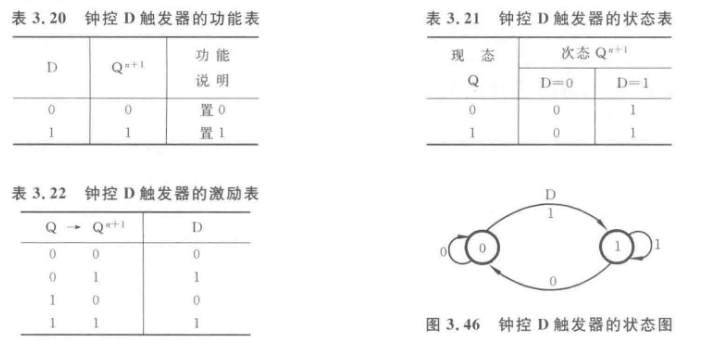 表 3.20 钟控 D 触发器的功能表
D Qⁿ⁺¹ 功 能
说 明
0 0 置 0
1 1 置 1
表 3.21 钟控 D 触发器的状态表
现 态 次态 Qⁿ⁺¹
Q D=0 D=1
0 0 1
1 0 1
表 3.22 钟控 D 触发器的激励表
Q → Qⁿ⁺¹ D
0 0 0
0 1 1
1 0 0
1 1 1
D
1
0 0 1 1
0
图 3.46 钟控 D 触发器的状态图